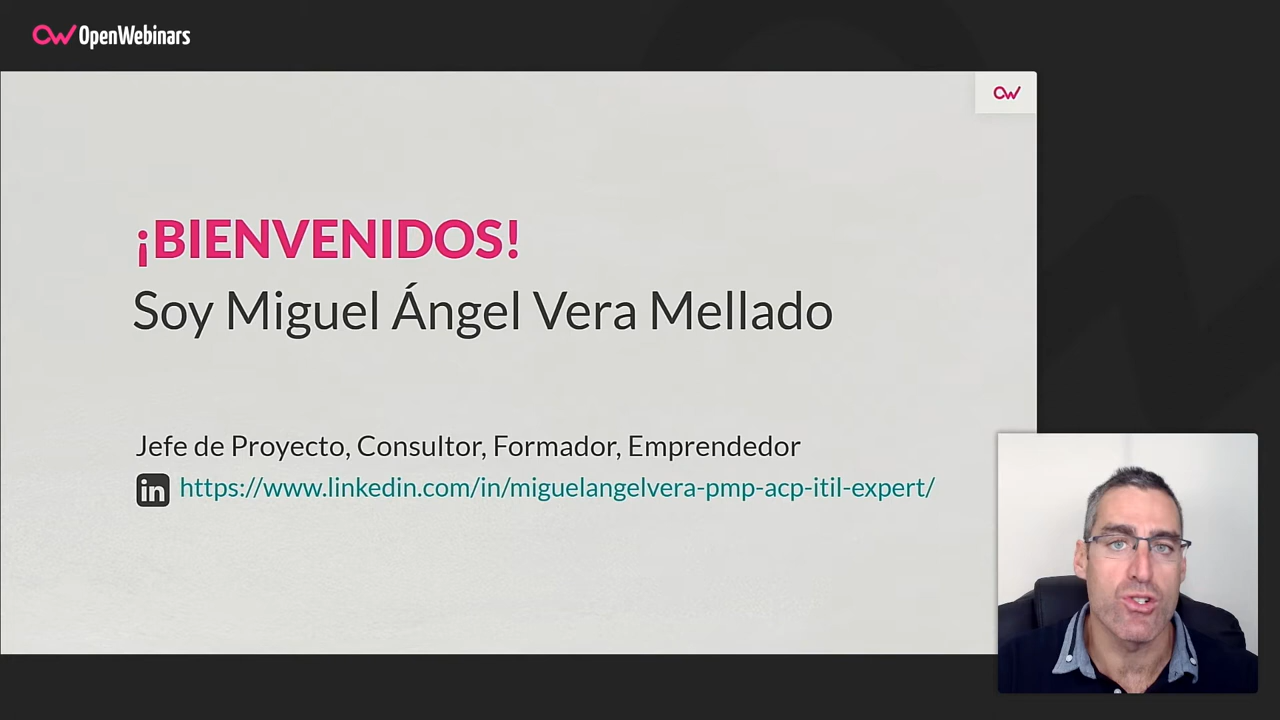 OpenWebinars
¡BIENVENIDOS!
Soy Miguel Ángel Vera Mellado
Jefe de Proyecto, Consultor, Formador, Emprendedor
in https://www.linkedin.com/in/miguelangelvera-pmp-acp-itil-expert/